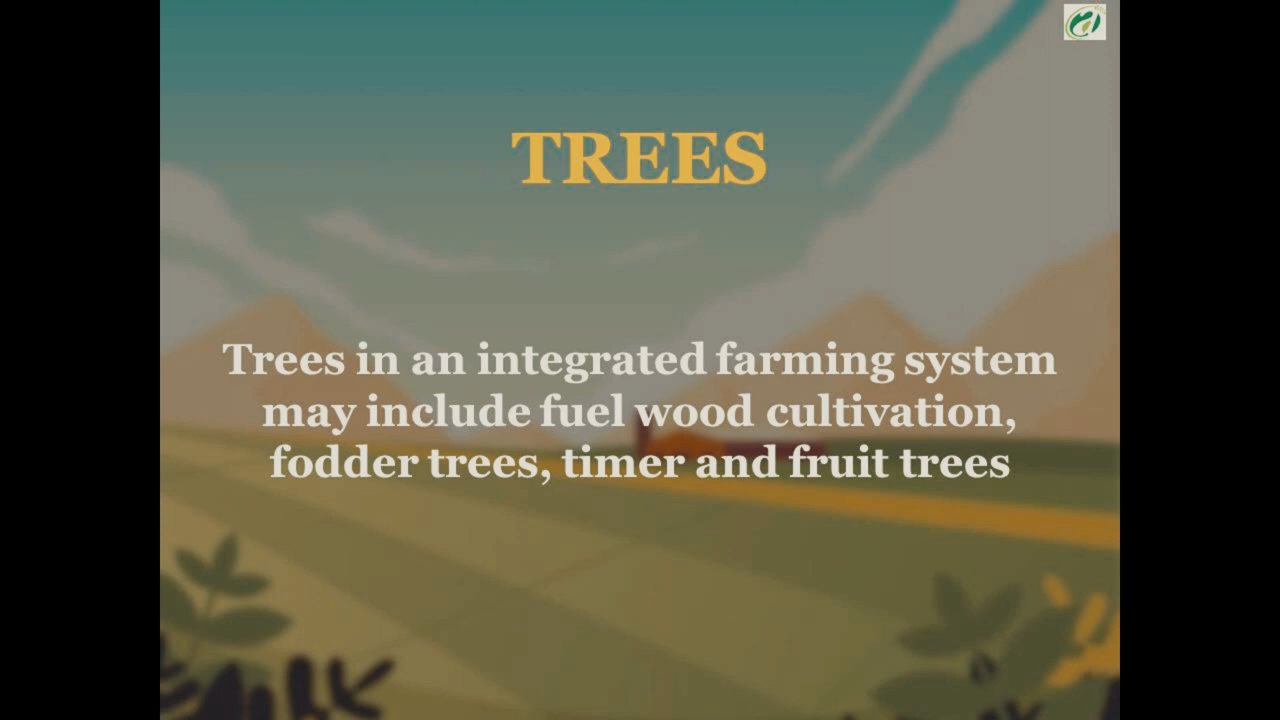 TREES
Trees in an integrated farming system
may include fuel wood cultivation,
fodder trees, timer and fruit trees